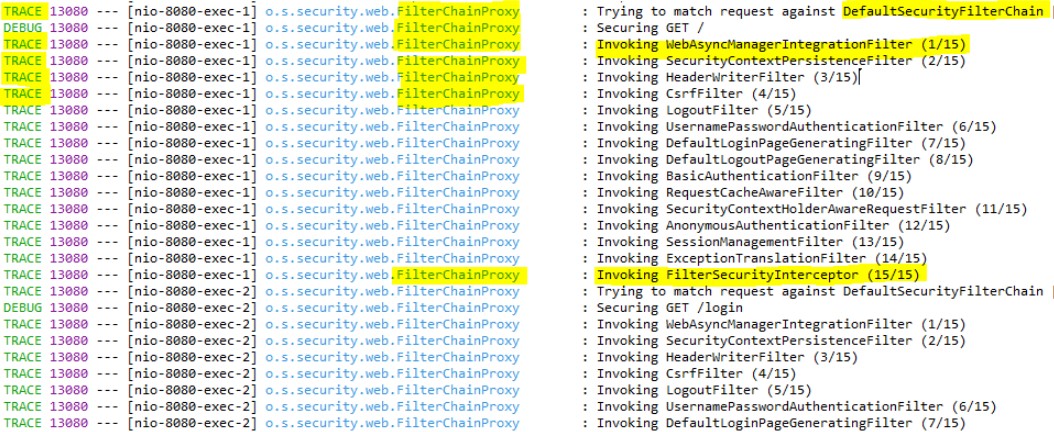 TRACE 13080 --- [nio-8080-exec-1] o.s.security.web.FilterChainProxy : Trying to match request against DefaultSecurityFilterChain [
DEBUG 13080 --- [nio-8080-exec-1] o.s.security.web.FilterChainProxy : Securing GET /
TRACE 13080 --- [nio-8080-exec-1] o.s.security.web.FilterChainProxy : Invoking WebAsyncManagerIntegrationFilter (1/15)
TRACE 13080 --- [nio-8080-exec-1] o.s.security.web.FilterChainProxy : Invoking SecurityContextPersistenceFilter (2/15)
TRACE 13080 --- [nio-8080-exec-1] o.s.security.web.FilterChainProxy : Invoking HeaderWriterFilter (3/15)
TRACE 13080 --- [nio-8080-exec-1] o.s.security.web.FilterChainProxy : Invoking CsrfFilter (4/15)
TRACE 13080 --- [nio-8080-exec-1] o.s.security.web.FilterChainProxy : Invoking LogoutFilter (5/15)
TRACE 13080 --- [nio-8080-exec-1] o.s.security.web.FilterChainProxy : Invoking UsernamePasswordAuthenticationFilter (6/15)
TRACE 13080 --- [nio-8080-exec-1] o.s.security.web.FilterChainProxy : Invoking DefaultLoginPageGeneratingFilter (7/15)
TRACE 13080 --- [nio-8080-exec-1] o.s.security.web.FilterChainProxy : Invoking DefaultLogoutPageGeneratingFilter (8/15)
TRACE 13080 --- [nio-8080-exec-1] o.s.security.web.FilterChainProxy : Invoking BasicAuthenticationFilter (9/15)
TRACE 13080 --- [nio-8080-exec-1] o.s.security.web.FilterChainProxy : Invoking RequestCacheAwareFilter (10/15)
TRACE 13080 --- [nio-8080-exec-1] o.s.security.web.FilterChainProxy : Invoking SecurityContextHolderAwareRequestFilter (11/15)
TRACE 13080 --- [nio-8080-exec-1] o.s.security.web.FilterChainProxy : Invoking AnonymousAuthenticationFilter (12/15)
TRACE 13080 --- [nio-8080-exec-1] o.s.security.web.FilterChainProxy : Invoking SessionManagementFilter (13/15)
TRACE 13080 --- [nio-8080-exec-1] o.s.security.web.FilterChainProxy : Invoking ExceptionTranslationFilter (14/15)
TRACE 13080 --- [nio-8080-exec-1] o.s.security.web.FilterChainProxy : Invoking FilterSecurityInterceptor (15/15)
TRACE 13080 --- [nio-8080-exec-2] o.s.security.web.FilterChainProxy : Trying to match request against DefaultSecurityFilterChain [
DEBUG 13080 --- [nio-8080-exec-2] o.s.security.web.FilterChainProxy : Securing GET /login
TRACE 13080 --- [nio-8080-exec-2] o.s.security.web.FilterChainProxy : Invoking WebAsyncManagerIntegrationFilter (1/15)
TRACE 13080 --- [nio-8080-exec-2] o.s.security.web.FilterChainProxy : Invoking SecurityContextPersistenceFilter (2/15)
TRACE 13080 --- [nio-8080-exec-2] o.s.security.web.FilterChainProxy : Invoking HeaderWriterFilter (3/15)
TRACE 13080 --- [nio-8080-exec-2] o.s.security.web.FilterChainProxy : Invoking CsrfFilter (4/15)
TRACE 13080 --- [nio-8080-exec-2] o.s.security.web.FilterChainProxy : Invoking LogoutFilter (5/15)
TRACE 13080 --- [nio-8080-exec-2] o.s.security.web.FilterChainProxy : Invoking UsernamePasswordAuthenticationFilter (6/15)
TRACE 13080 --- [nio-8080-exec-2] o.s.security.web.FilterChainProxy : Invoking DefaultLoginPageGeneratingFilter (7/15)